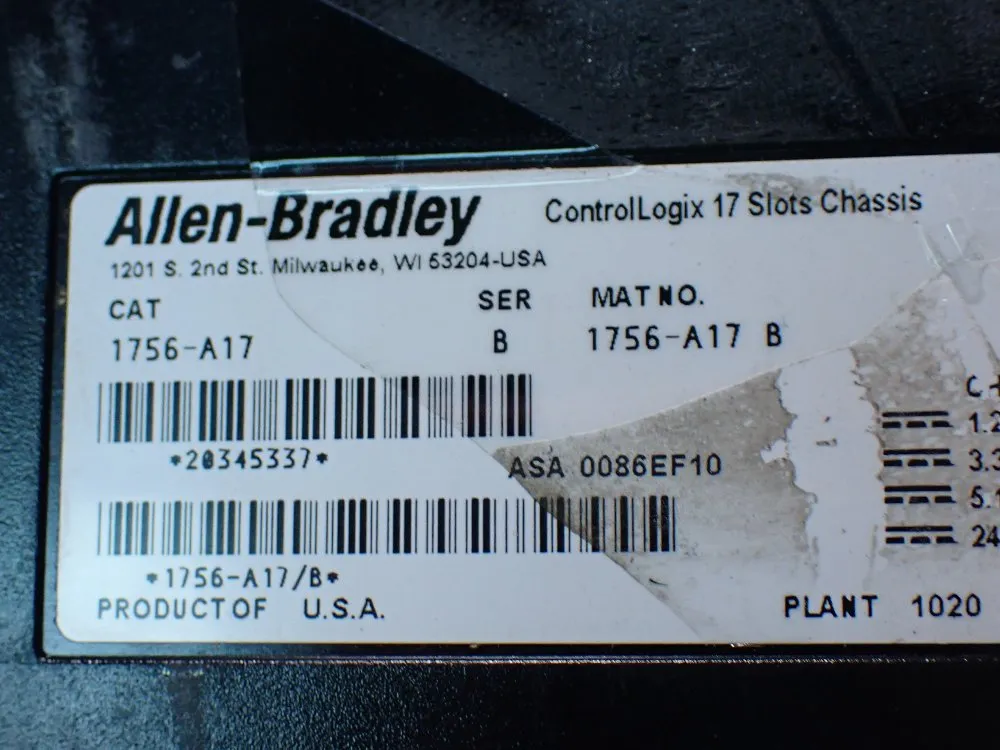 Allen-Bradley
ControlLogix 17 Slots Chassis
1201 S. 2nd St. Milwaukee, WI 53204-USA
CAT SER MAT NO.
1756-A17 B 1756-A17 B
*20345337*
ASA 0086EF10
*1756-A17/B*
PRODUCT OF U.S.A.
PLANT 1020